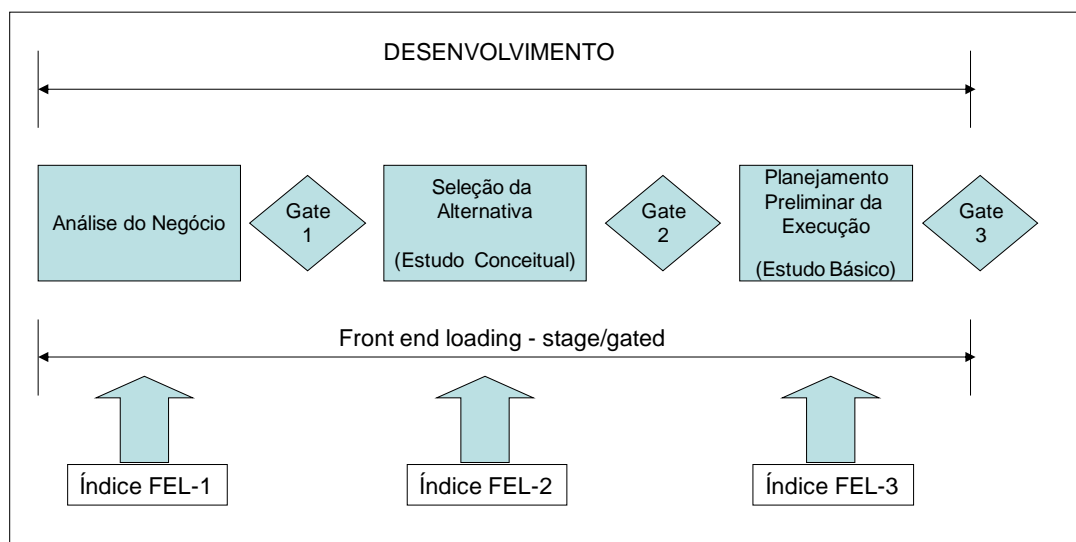 DESENVOLVIMENTO
Análise do Negócio
Gate
1
Seleção da
Alternativa
(Estudo Conceitual)
Gate
2
Planejamento
Preliminar da
Execução
(Estudo Básico)
Gate
3
Front end loading - stage/gated
Índice FEL-1
Índice FEL-2
Índice FEL-3